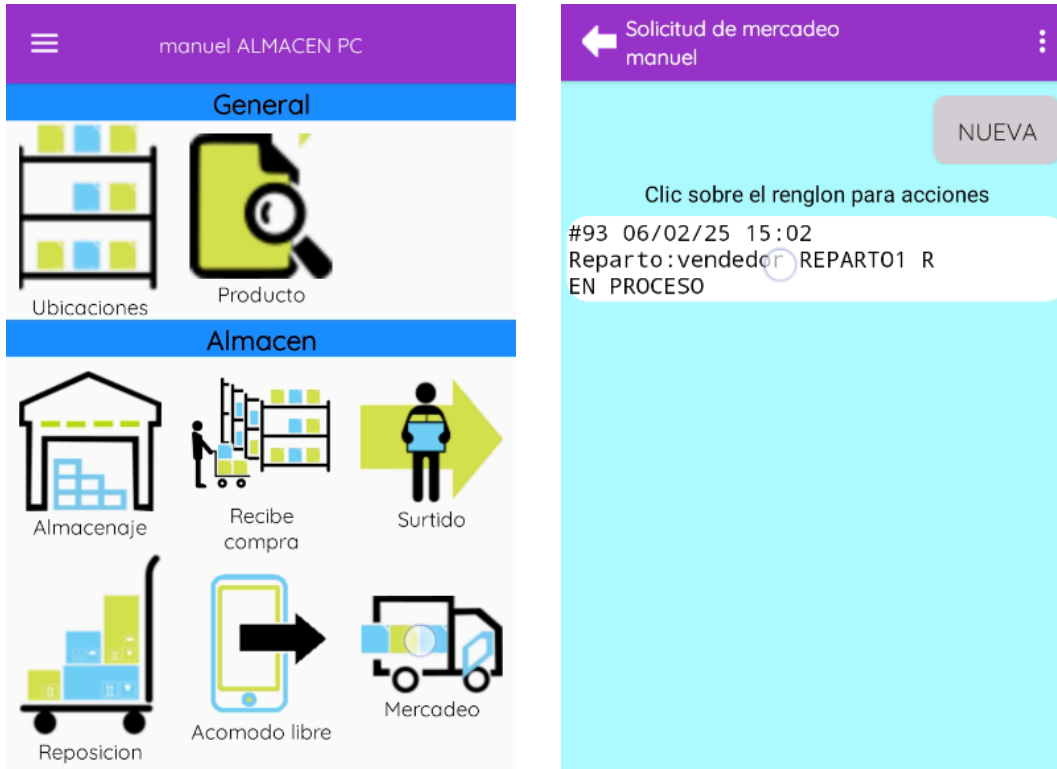 manuel ALMACEN PC
General
Ubicaciones
Producto
Almacen
Almacenaje
Recibe
compra
Surtido
Reposicion
Acomodo libre
Mercadeo
Solicitud de mercadeo
manuel
NUEVA
Clic sobre el renglon para acciones
#93 06/02/25 15:02
Reparto:vendedor REPARTO1 R
EN PROCESO